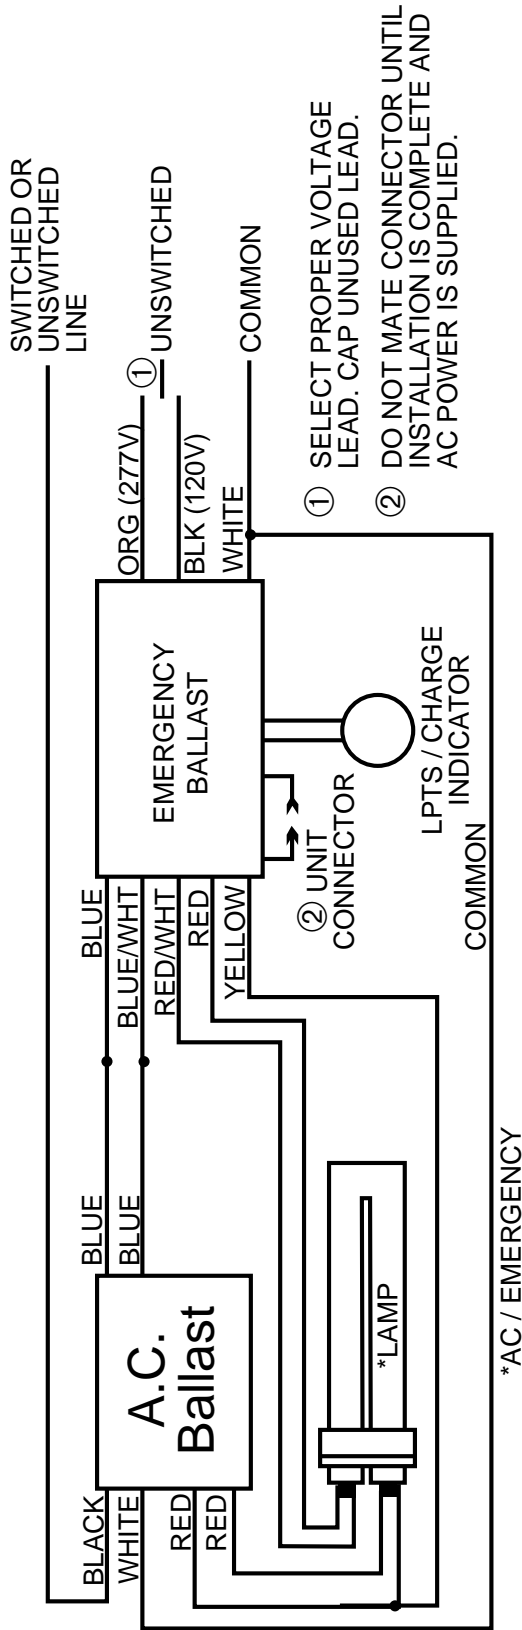 SWITCHED OR
UNSWITCHED
LINE
① UNSWITCHED
ORG (277V)
BLK (120V)
WHITE
COMMON
EMERGENCY
BALLAST
BLUE
BLUE/WHT
RED/WHT
RED
YELLOW
BLUE
BLUE
A.C.
Ballast
BLACK
WHITE
RED
RED
② UNIT
CONNECTOR
LPTS / CHARGE
INDICATOR
COMMON
*LAMP
*AC / EMERGENCY
① SELECT PROPER VOLTAGE
LEAD. CAP UNUSED LEAD.
② DO NOT MATE CONNECTOR UNTIL
INSTALLATION IS COMPLETE AND
AC POWER IS SUPPLIED.